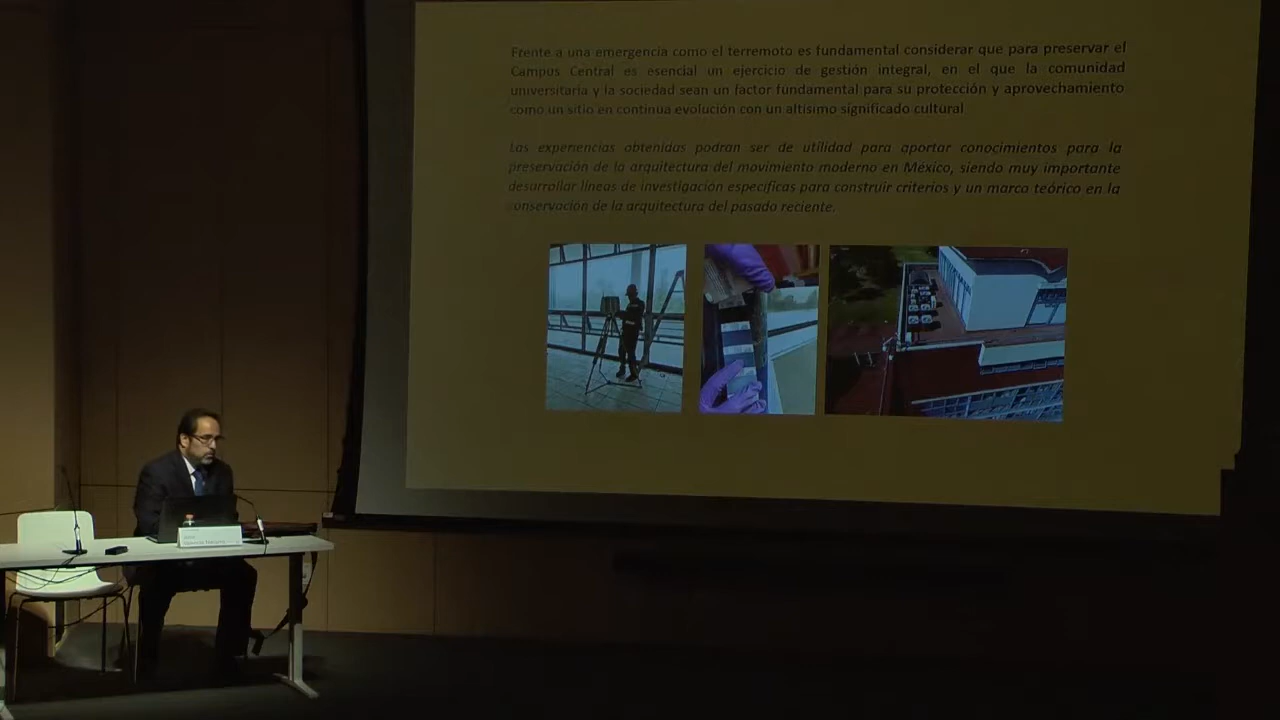 Frente a una emergencia como el terremoto es fundamental considerar que para preservar el
Campus Central es esencial un ejercicio de gestión integral, en el que la comunidad
universitaria y la sociedad sean un factor fundamental para su protección y aprovechamiento
como un sitio en continua evolución con un altísimo significado cultural
Las experiencias obtenidas podran ser de utilidad para aportar conocimientos para la
preservación de la arquitectura del movimiento moderno en México, siendo muy importante
desarrollar líneas de investigación específicas para construir criterios y un marco teórico en la
conservación de la arquitectura del pasado reciente.